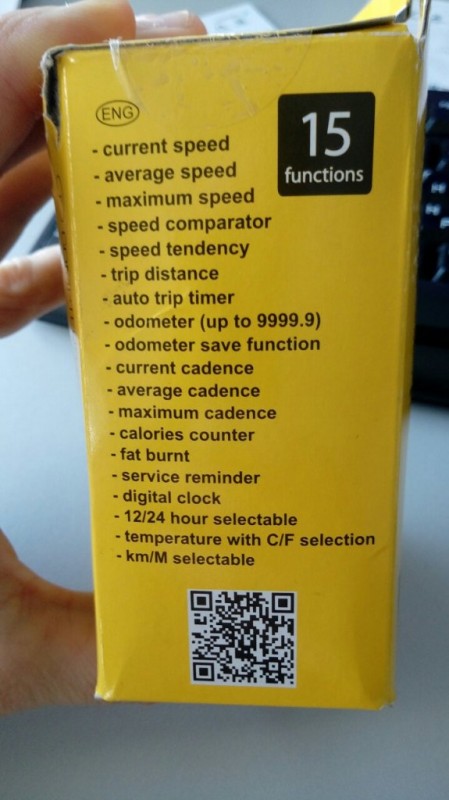 ENG
15
functions
- current speed
- average speed
- maximum speed
- speed comparator
- speed tendency
- trip distance
- auto trip timer
- odometer (up to 9999.9)
- odometer save function
- current cadence
- average cadence
- maximum cadence
- calories counter
- fat burnt
- service reminder
- digital clock
- 12/24 hour selectable
- temperature with C/F selection
- km/M selectable